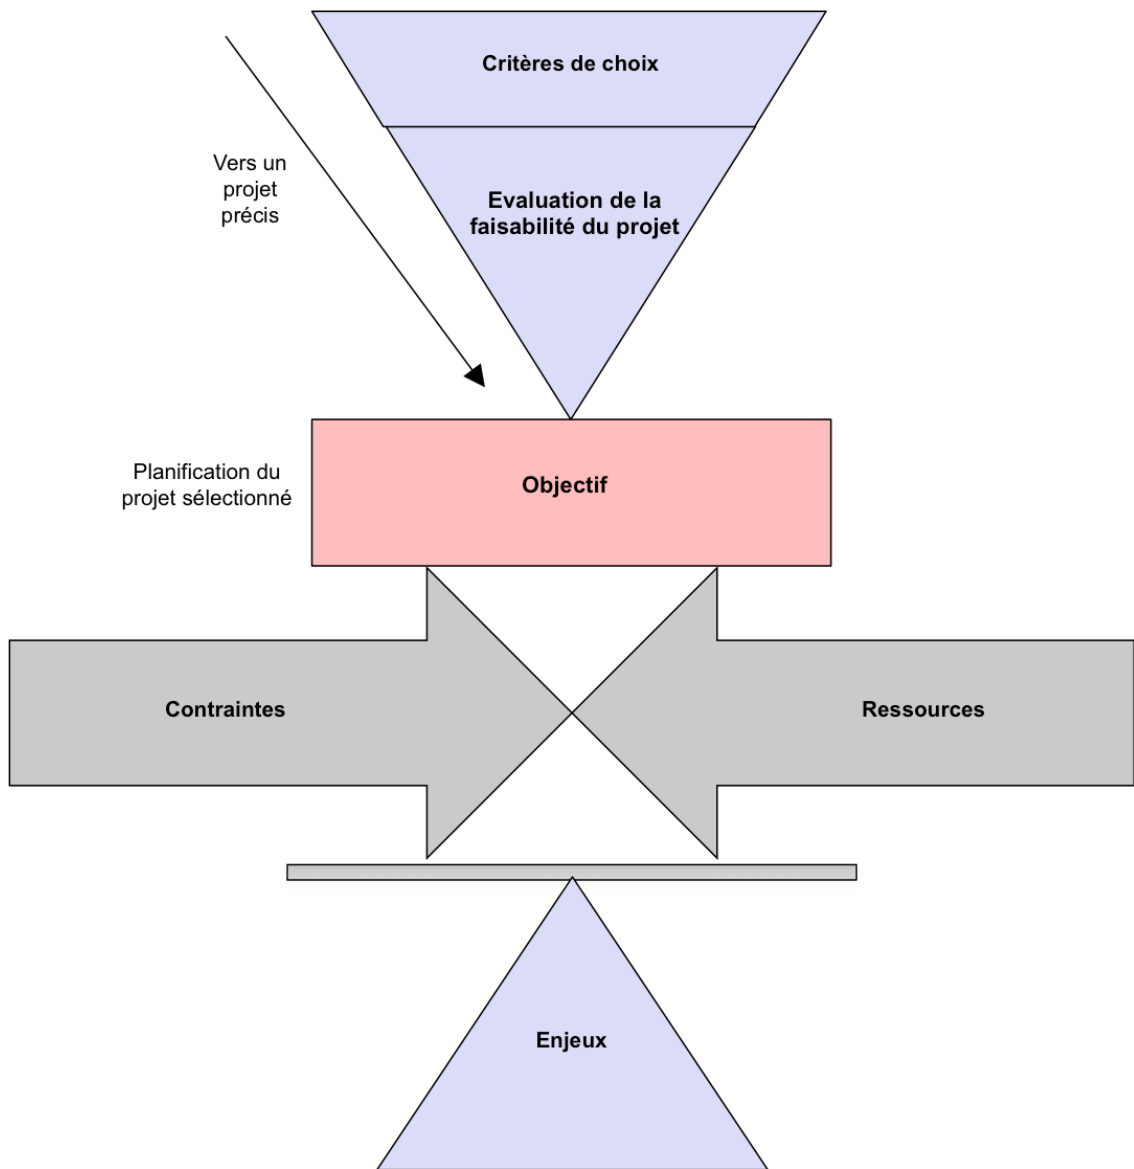 Critères de choix
Vers un
projet
précis
Evaluation de la
faisabilité du projet
Planification du
projet sélectionné
Objectif
Contraintes
Ressources
Enjeux